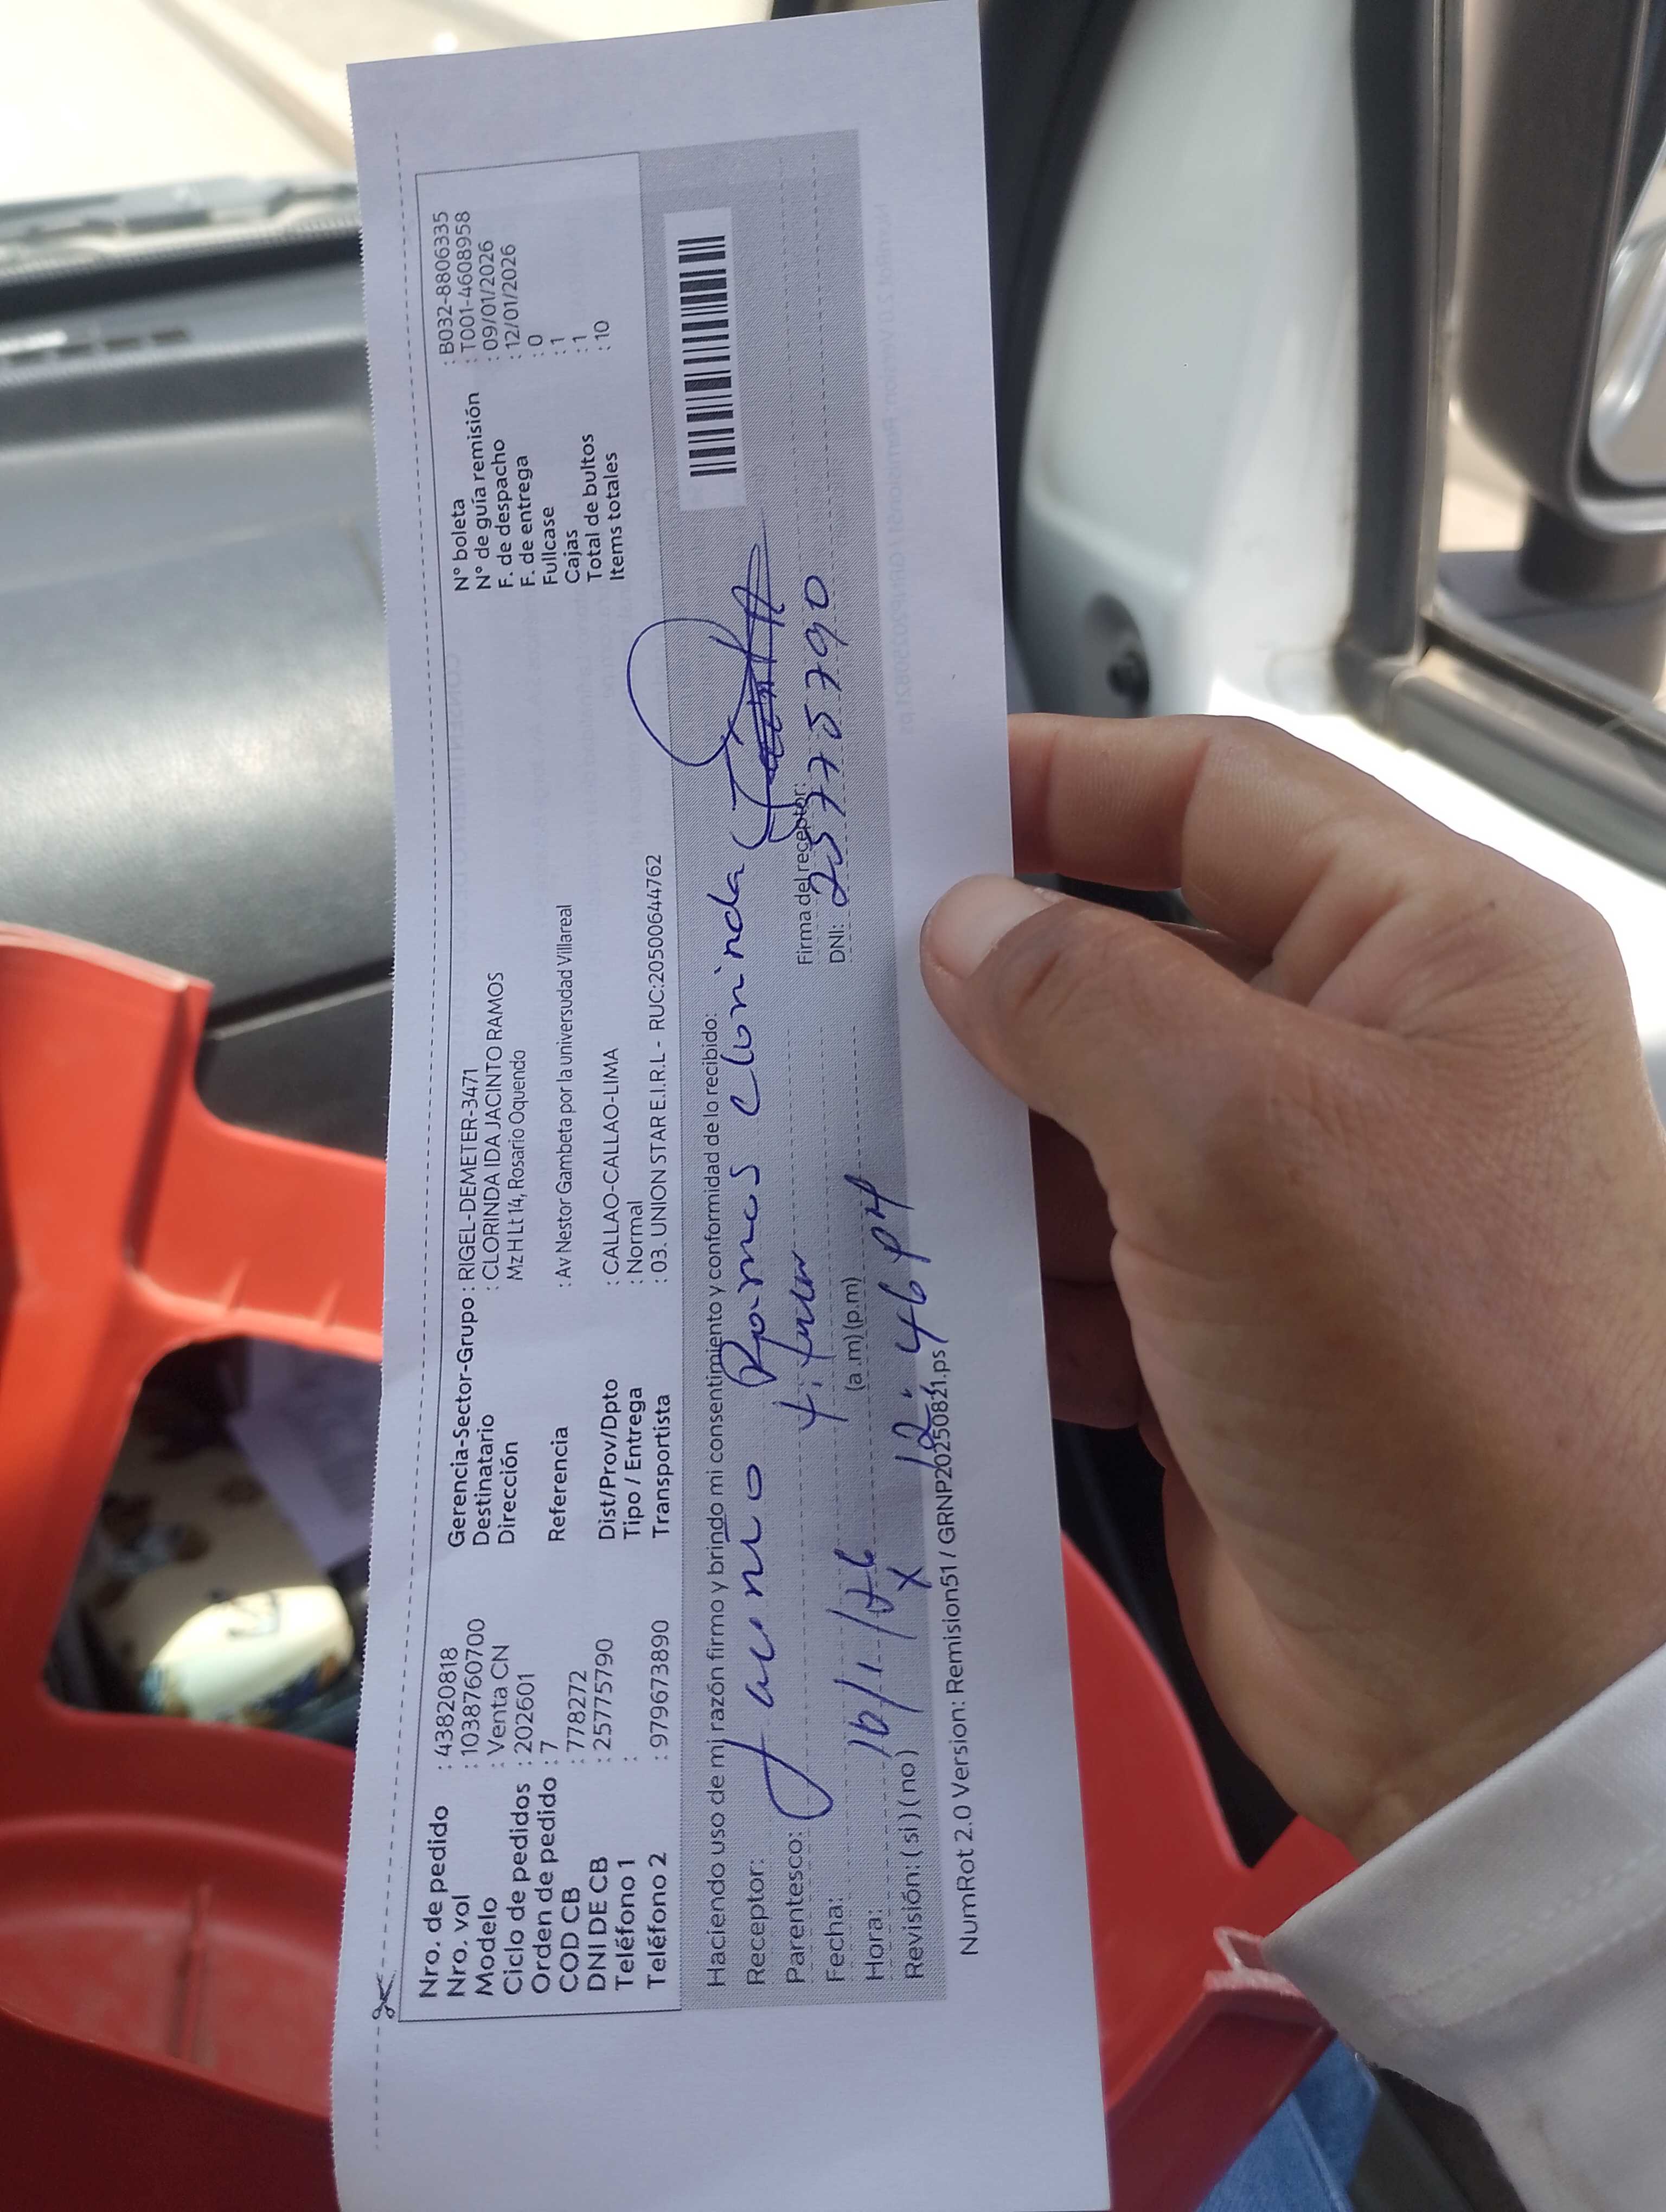 Nro. de pedido : 43820818
Nro. vol : 1038760700
Modelo : Venta CN
Ciclo de pedidos : 202601
Orden de pedido : 7
COD CB : 778272
DNI DE CB : 25775790
Teléfono 1 :
Teléfono 2 : 979673890
Gerencia-Sector-Grupo : RIGEL-DEMETER-3471
Destinatario : CLORINDA IDA JACINTO RAMOS
Dirección MzH Lt 14, Rosario Oquendo
Referencia : Av Nestor Gambeta por la universudad Villareal
Dist/Prov/Dpto : CALLAO-CALLAO-LIMA
Tipo / Entrega : Normal
Transportista : 03. UNION STAR E.I.R.L - RUC:20500644762
N° boleta : B032-8806335
N° de guía remisión : T001-4608958
F. de despacho : 09/01/2026
F. de entrega : 12/01/2026
Fullcase : 0
Cajas : 1
Total de bultos : 1
Items totales : 10
Haciendo uso de mi razón firmo y brindo mi consentimiento y conformidad de lo recibido:
Receptor: Ramos Clorinda
Parentesco:
Firma del receptor:
Fecha: 10/1/26
DNI: 25775790
Hora: (a.m) (p.m) 12:46 PM
Revisión: ( si ) ( no ) x
NumRot 2.0 Version: Remision51 / GRNP20250821.ps /